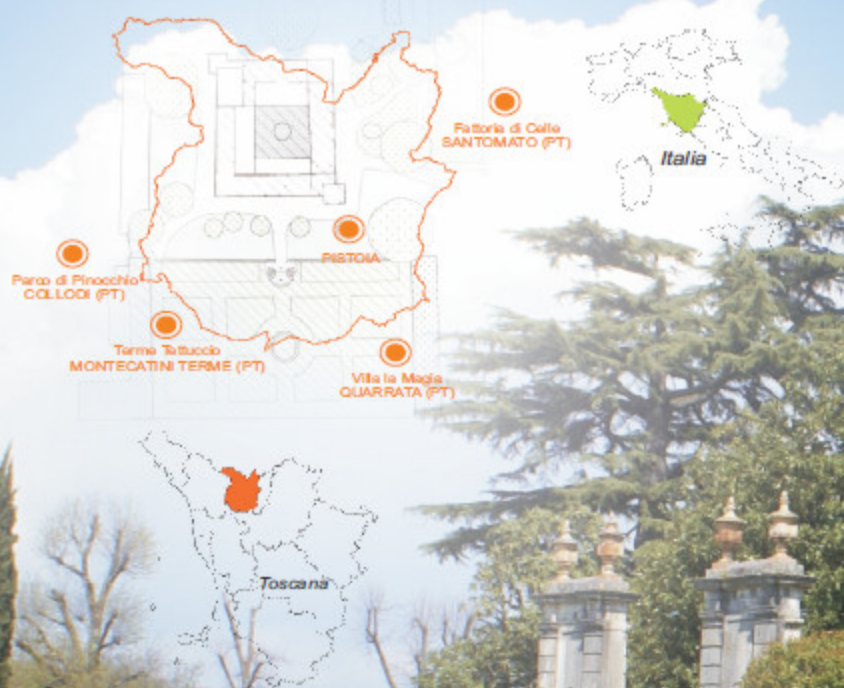 Fattoria di Celle
SANTOMATO (PT)
Italia
PISTOIA
Parco di Pinocchio
COLLODI (PT)
Terme Tettuccio
MONTECATINI TERME (PT)
Villa la Magia
QUARRATA (PT)
Toscana